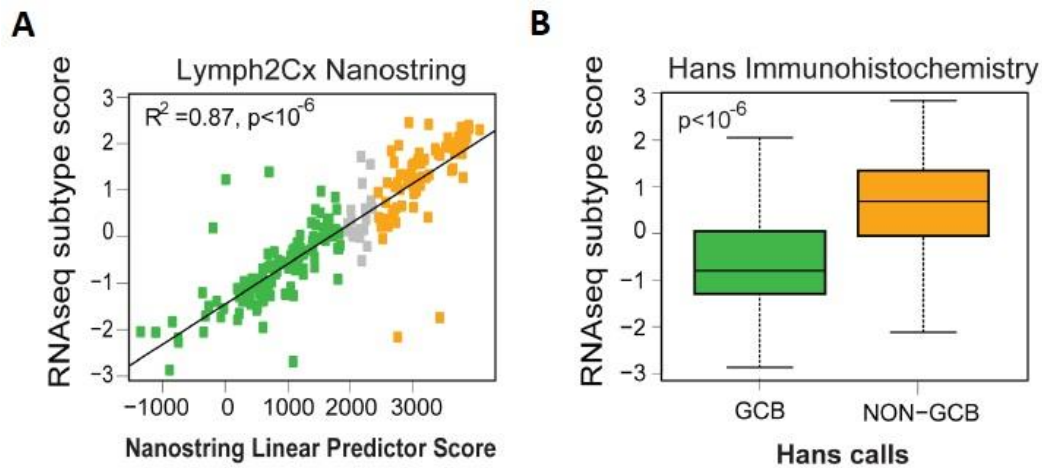 A
Lymph2Cx Nanostring
R² =0.87, p<10⁻⁶
RNAseq subtype score
3
2
1
0
−1
−2
−3
−1000 0 1000 2000 3000
Nanostring Linear Predictor Score
B
Hans Immunohistochemistry
p<10⁻⁶
RNAseq subtype score
3
2
1
0
−1
−2
−3
GCB NON−GCB
Hans calls